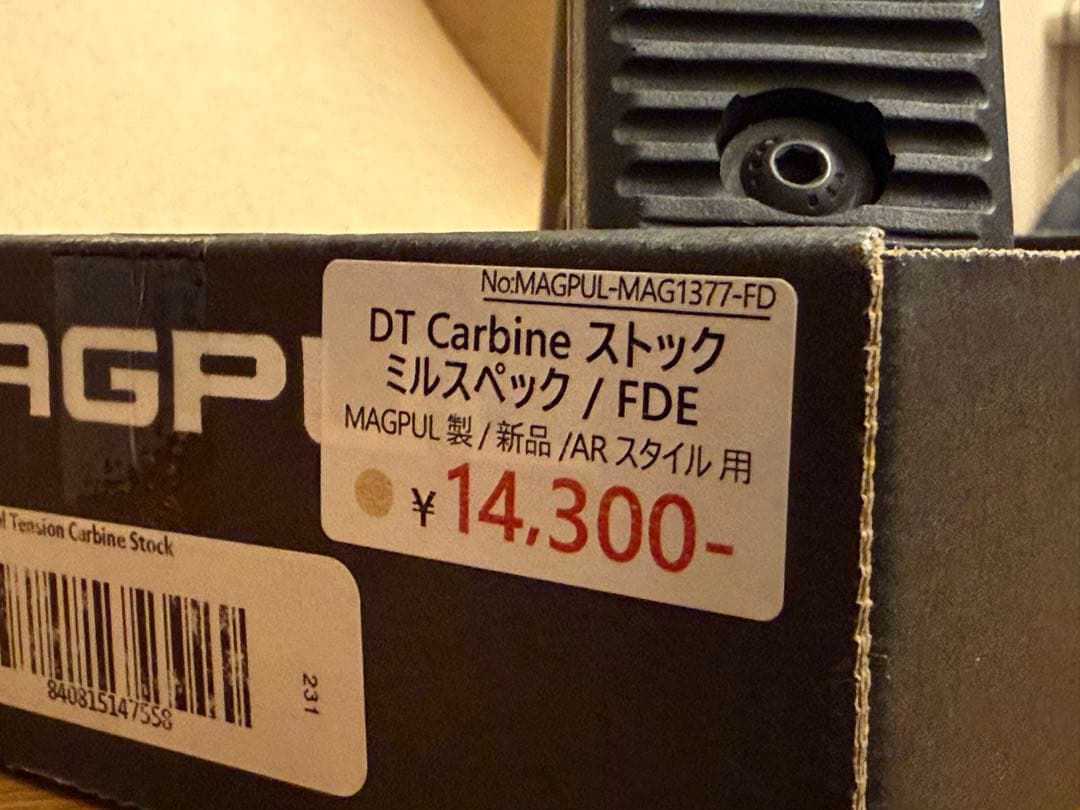 AGPU
No:MAGPUL-MAG1377-FD
DT Carbine ストック
ミルスペック / FDE
MAGPUL 製 / 新品 /AR スタイル 用
¥ 14,300-
l Tension Carbine Stock
840815147558
231